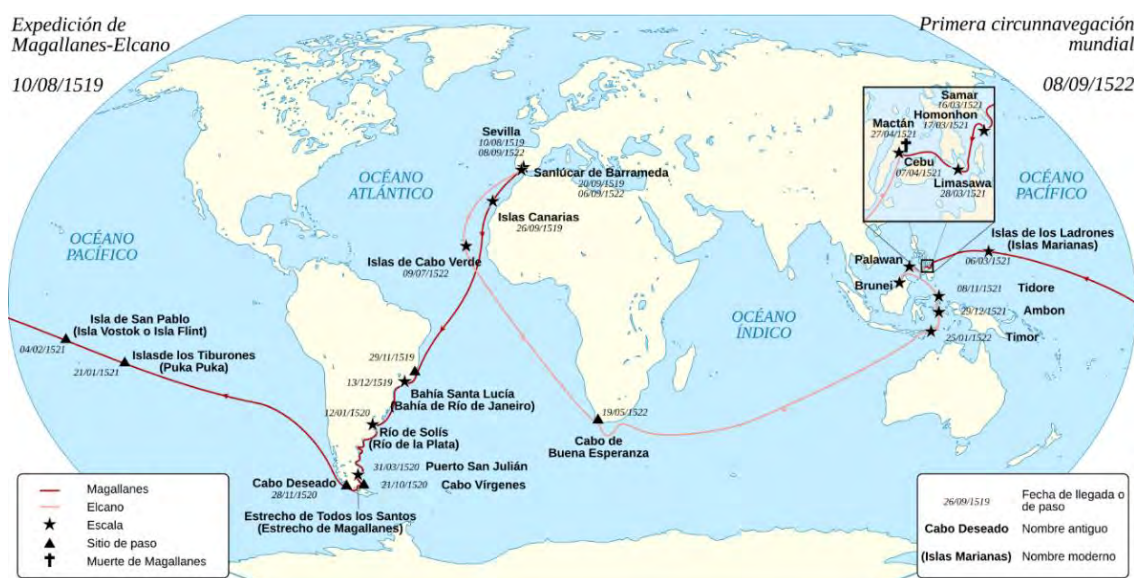 Expedición de
Magallanes-Elcano
10/08/1519
Primera circunnavegación
mundial
08/09/1522
Samar
16/03/1521
Homonhon
17/03/1521
Mactán
27/04/1521
Cebu
07/04/1521
Limasawa
28/03/1521
Sevilla
10/08/1519
08/09/1522
Sanlúcar de Barrameda
20/09/1519
06/09/1522
OCÉANO
ATLÁNTICO
OCÉANO
PACÍFICO
Islas Canarias
26/09/1519
OCÉANO
PACÍFICO
Islas de los Ladrones
(Islas Marianas)
06/03/1521
Islas de Cabo Verde
09/07/1522
Palawan
Brunei
08/11/1521 Tidore
29/12/1521 Ambon
25/01/1522 Timor
OCÉANO
ÍNDICO
Isla de San Pablo
(Isla Vostok o Isla Flint)
04/02/1521
Islasde los Tiburones
(Puka Puka)
21/01/1521
29/11/1519
13/12/1519
Bahía Santa Lucía
(Bahía de Río de Janeiro)
12/01/1520
Río de Solís
(Río de la Plata)
19/05/1522
Cabo de
Buena Esperanza
31/03/1520 Puerto San Julián
Cabo Deseado
28/11/1520
21/10/1520 Cabo Vírgenes
Estrecho de Todos los Santos
(Estrecho de Magallanes)
Magallanes
Elcano
Escala
Sitio de paso
Muerte de Magallanes
26/09/1519 Fecha de llegada o
de paso
Cabo Deseado Nombre antiguo
(Islas Marianas) Nombre moderno